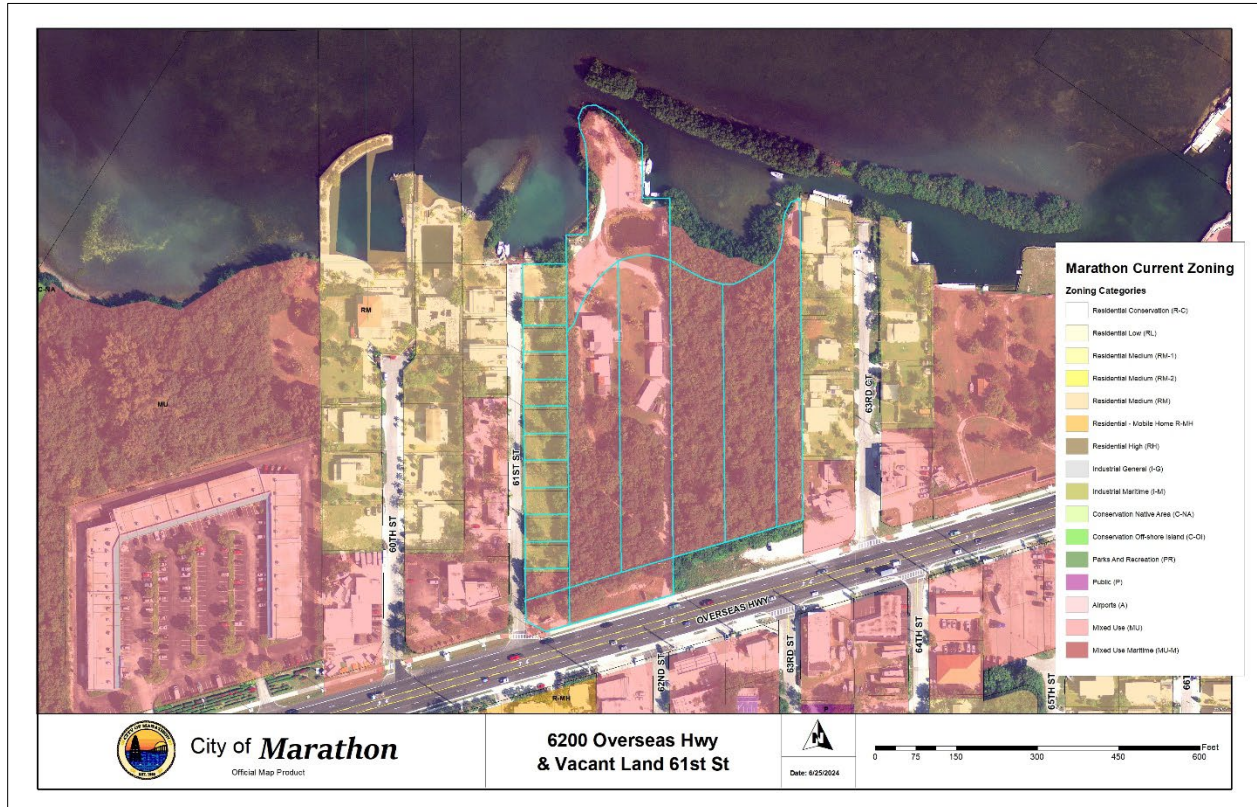 C-NA
RM
MU
60TH ST
61ST ST
63RD CT
OVERSEAS HWY
62ND ST
63RD ST
64TH ST
65TH ST
66TH
R-MH
P
Marathon Current Zoning
Zoning Categories
Residential Conservation (R-C)
Residential Low (RL)
Residential Medium (RM-1)
Residential Medium (RM-2)
Residential Medium (RM)
Residential - Mobile Home R-MH
Residential High (RH)
Industrial General (I-G)
Industrial Maritime (I-M)
Conservation Native Area (C-NA)
Conservation Off-shore Island (C-OI)
Parks And Recreation (PR)
Public (P)
Airports (A)
Mixed Use (MU)
Mixed Use Maritime (MU-M)
City of Marathon
Official Map Product
6200 Overseas Hwy
& Vacant Land 61st St
N
Date: 6/25/2024
Feet
0 75 150 300 450 600